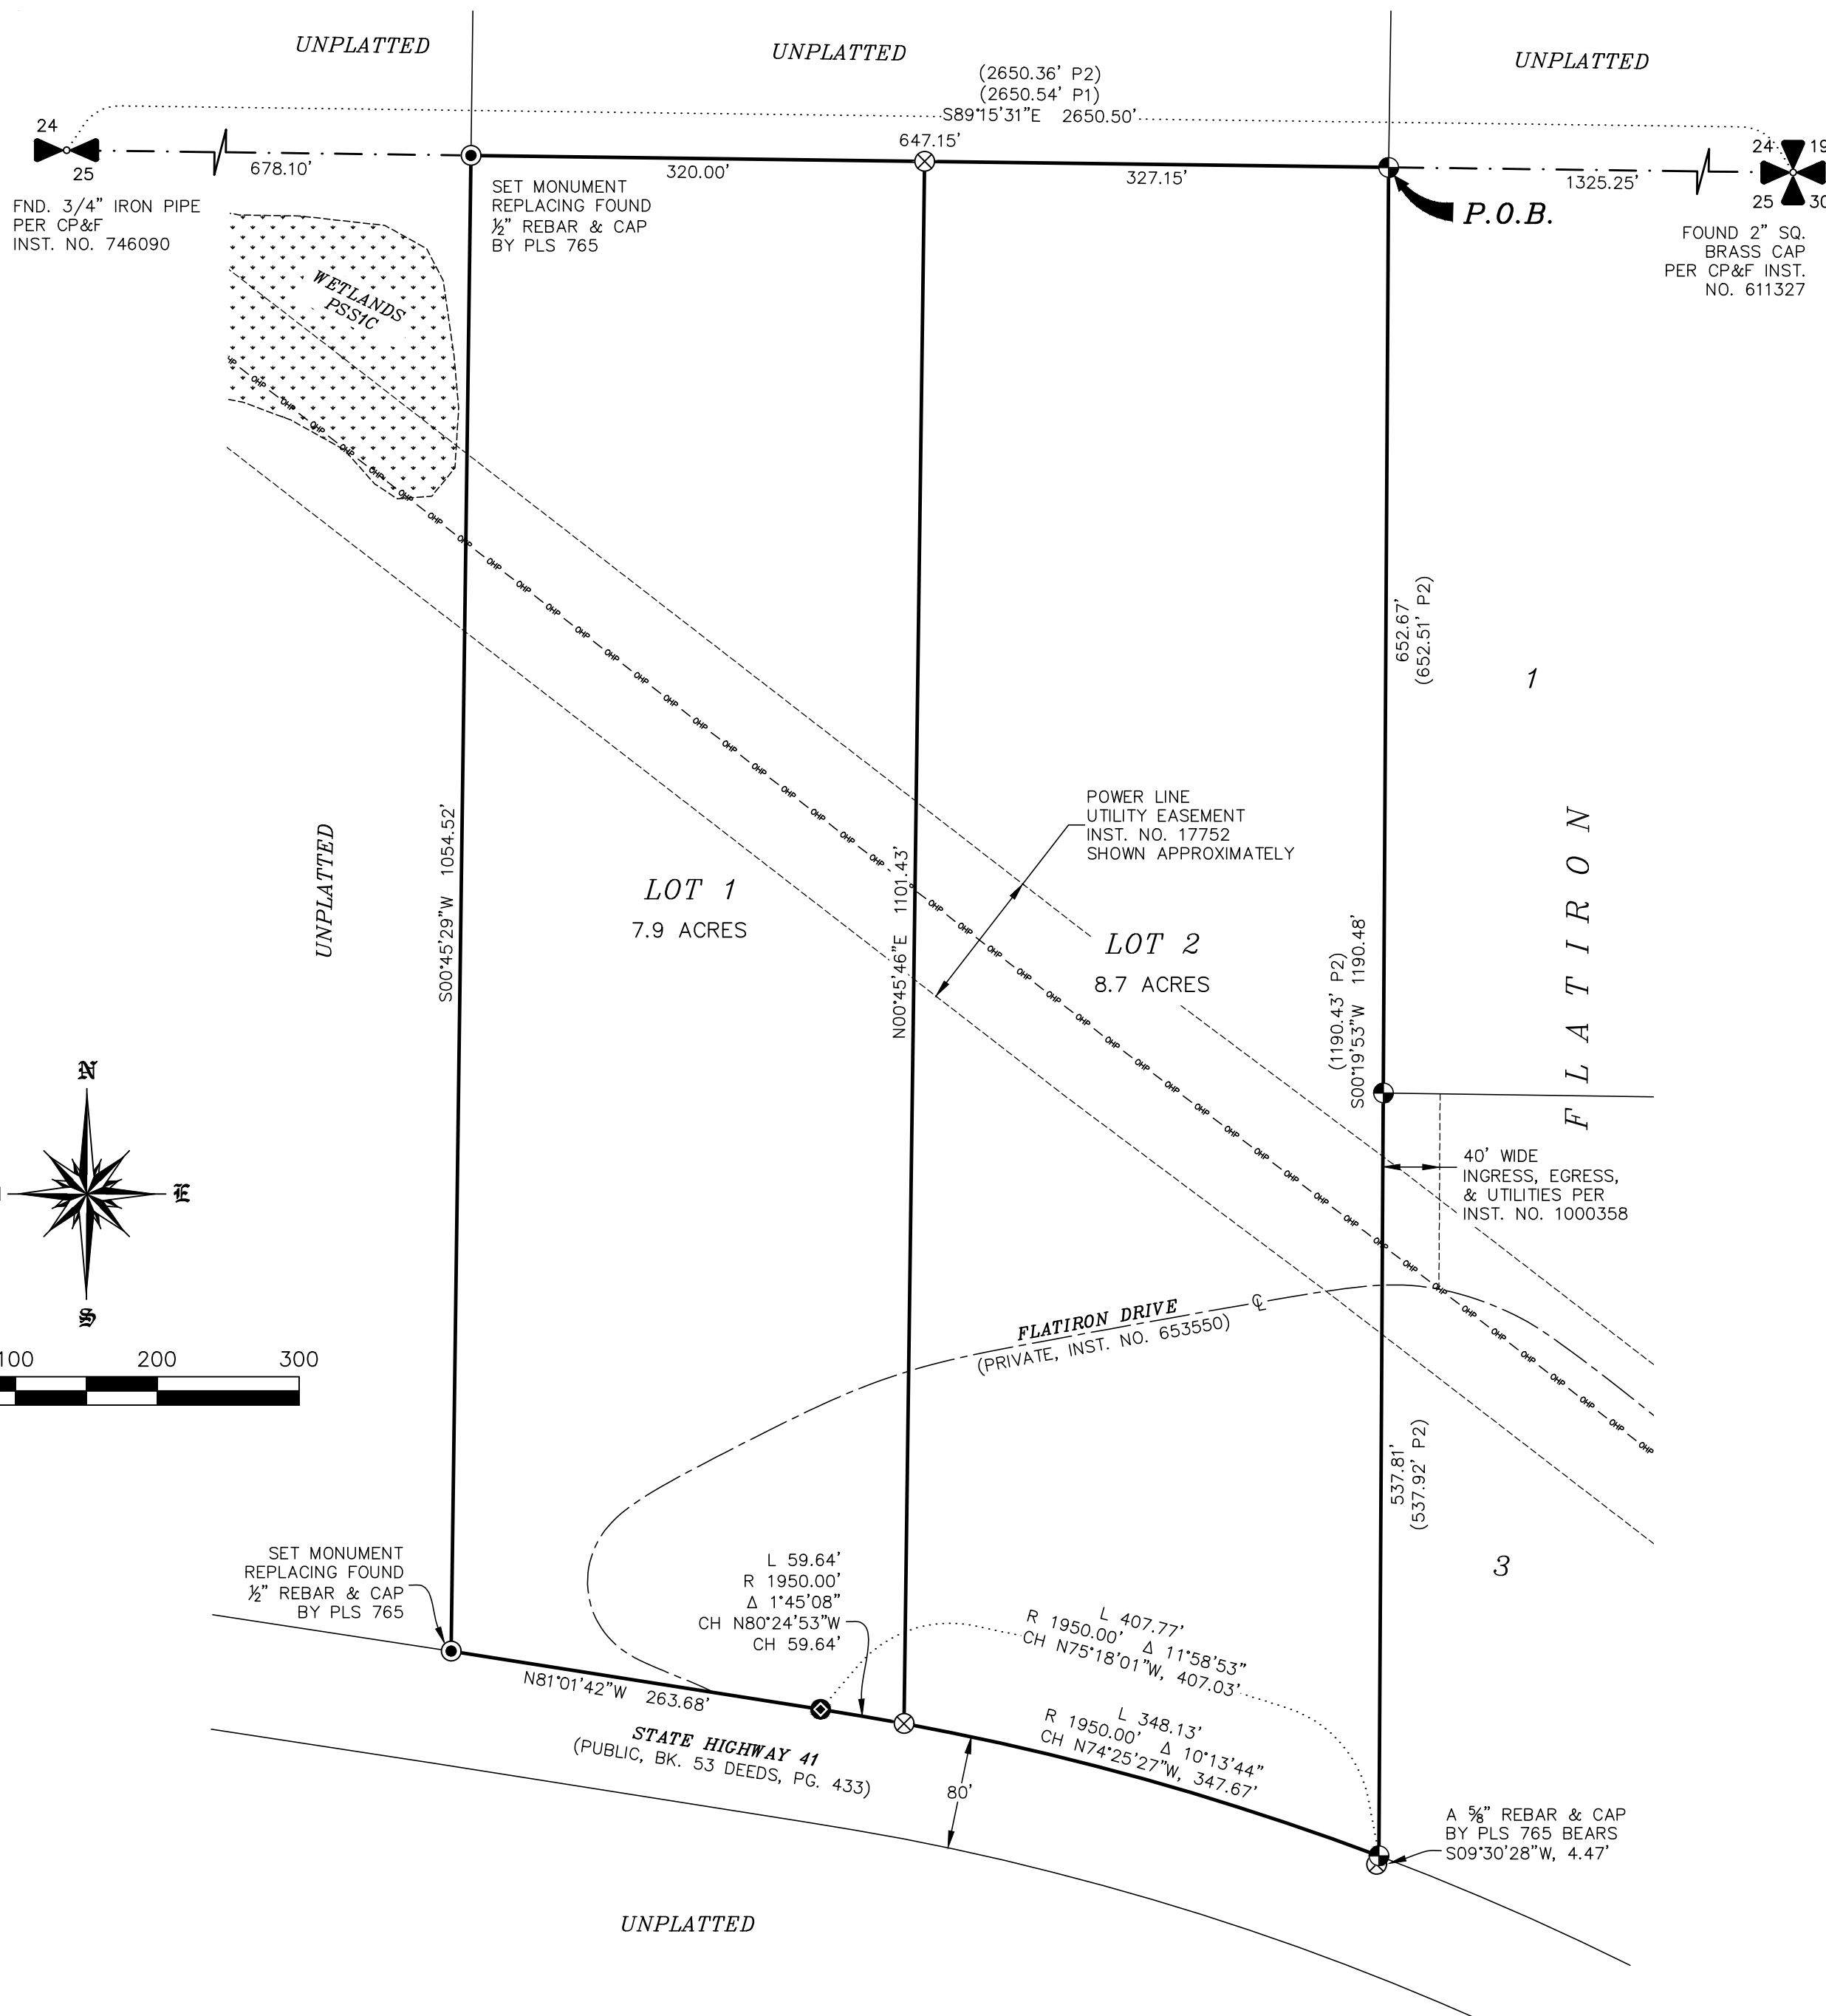 UNPLATTED
UNPLATTED
UNPLATTED
(2650.36' P2)
(2650.54' P1)
S89°15'31"E 2650.50'
24
25
678.10'
647.15'
320.00'
327.15'
1325.25'
24
19
25
30
FND. 3/4" IRON PIPE
PER CP&F
INST. NO. 746090
SET MONUMENT
REPLACING FOUND
½" REBAR & CAP
BY PLS 765
P.O.B.
FOUND 2" SQ.
BRASS CAP
PER CP&F INST.
NO. 611327
WETLANDS
PSS1C
OHP
652.67'
(652.51' P2)
1
POWER LINE
UTILITY EASEMENT
INST. NO. 17752
SHOWN APPROXIMATELY
UNPLATTED
S00°45'29"W 1054.52'
LOT 1
7.9 ACRES
N00°45'46"E 1101.43'
LOT 2
8.7 ACRES
(1190.43' P2)
S00°19'53"W 1190.48'
FLATIRON
40' WIDE
INGRESS, EGRESS,
& UTILITIES PER
INST. NO. 1000358
N
E
S
100 200 300
FLATIRON DRIVE
(PRIVATE, INST. NO. 653550)
CL
537.81'
(537.92' P2)
3
SET MONUMENT
REPLACING FOUND
½" REBAR & CAP
BY PLS 765
L 59.64'
R 1950.00'
Δ 1°45'08"
CH N80°24'53"W
CH 59.64'
L 407.77'
R 1950.00' Δ 11°58'53"
CH N75°18'01"W, 407.03'
N81°01'42"W 263.68'
L 348.13'
R 1950.00' Δ 10°13'44"
CH N74°25'27"W, 347.67'
STATE HIGHWAY 41
(PUBLIC, BK. 53 DEEDS, PG. 433)
80'
A ⅝" REBAR & CAP
BY PLS 765 BEARS
S09°30'28"W, 4.47'
UNPLATTED